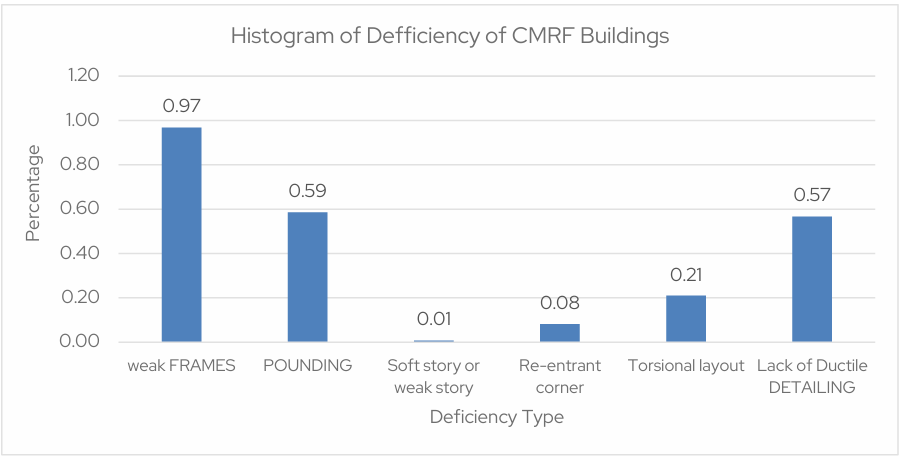 Histogram of Defficiency of CMRF Buildings
Percentage
1.20
1.00
0.80
0.60
0.40
0.20
0.00
0.97
0.59
0.01
0.08
0.21
0.57
weak FRAMES
POUNDING
Soft story or
weak story
Re-entrant
corner
Torsional layout
Lack of Ductile
DETAILING
Deficiency Type